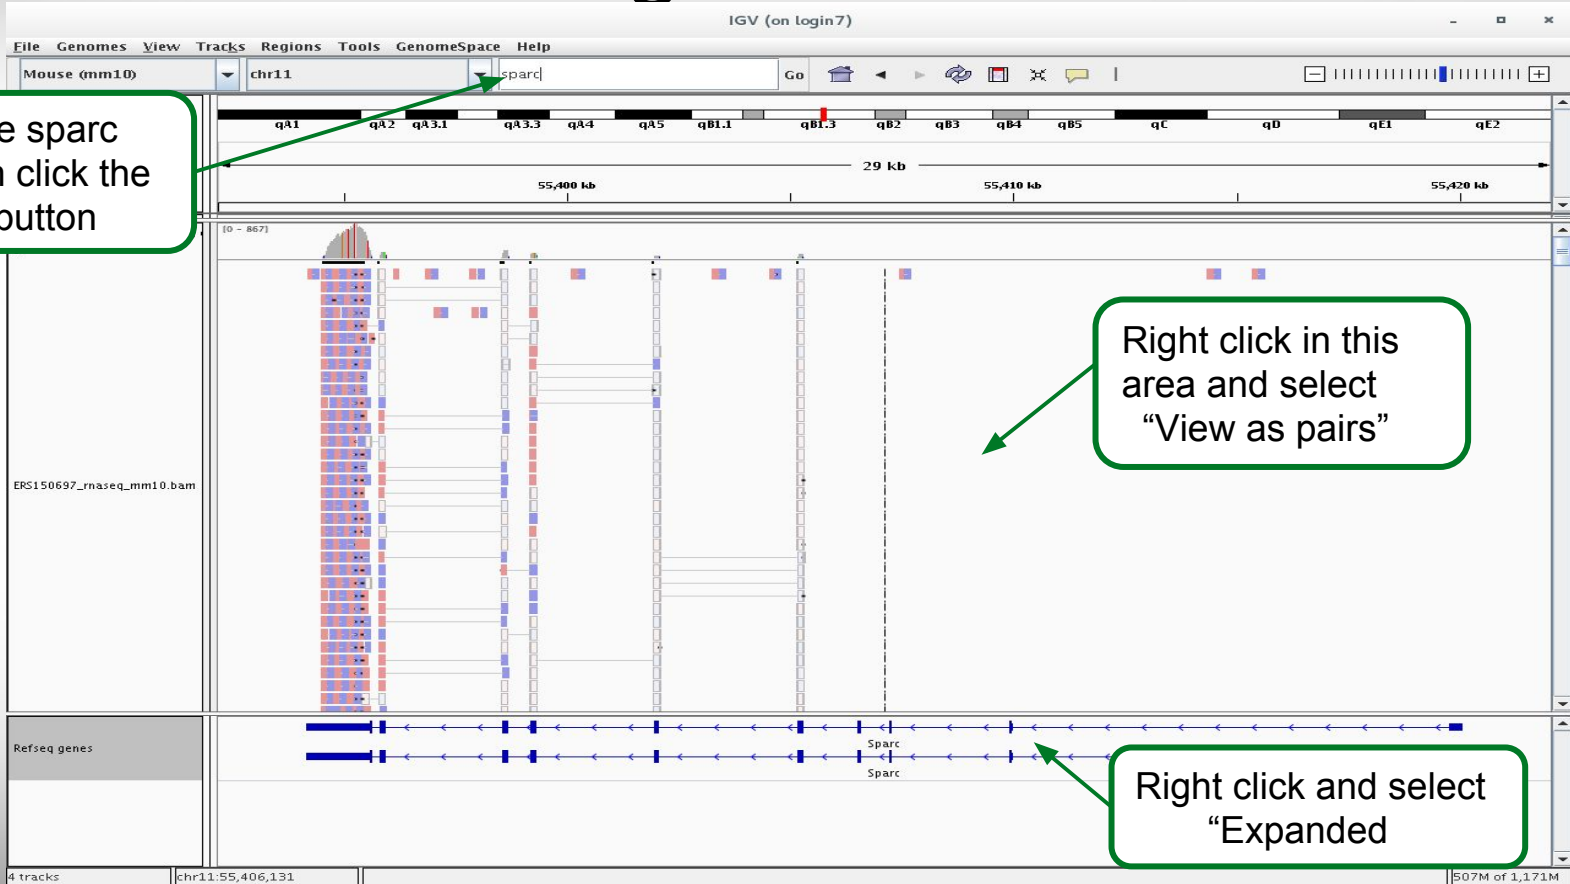 IGV (on login7)
File Genomes View Tracks Regions Tools GenomeSpace Help
Mouse (mm10) chr11 sparc Go
sparc
click the
button
qA1 qA2 qA3.1 qA3.3 qA4 qA5 qB1.1 qB1.3 qB2 qB3 qB4 qB5 qC qD qE1 qE2
29 kb
55,400 kb 55,410 kb 55,420 kb
[0 - 867]
Right click in this
area and select
“View as pairs”
ERS150697_rnaseq_mm10.bam
Refseq genes
Sparc
Sparc
Right click and select
“Expanded
4 tracks chr11:55,406,131 507M of 1,171M